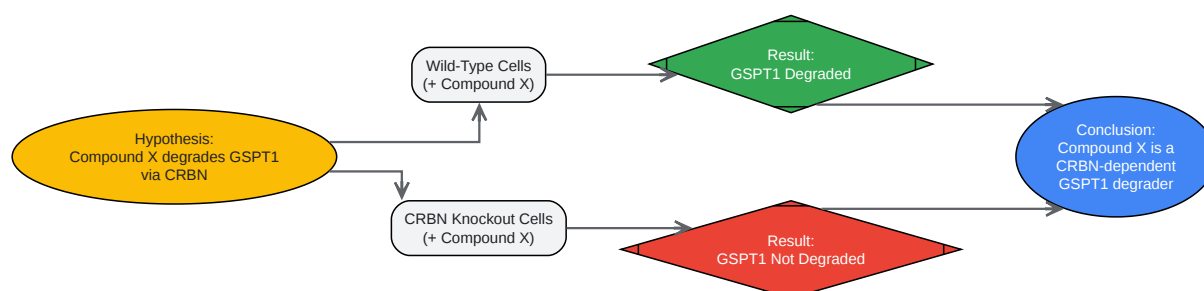 Hypothesis:
Compound X degrades GSPT1
via CRBN
Wild-Type Cells
(+ Compound X)
Result:
GSPT1 Degraded
CRBN Knockout Cells
(+ Compound X)
Result:
GSPT1 Not Degraded
Conclusion:
Compound X is a
CRBN-dependent
GSPT1 degrader